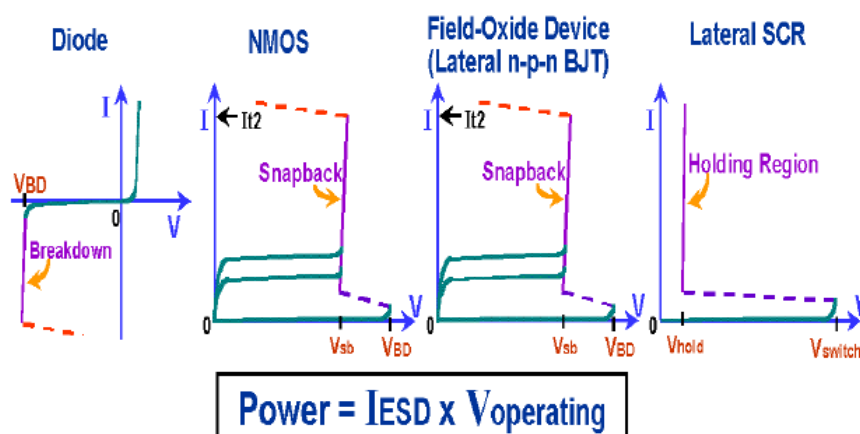 Diode
NMOS
Field-Oxide Device
(Lateral n-p-n BJT)
Lateral SCR
I
VBD
0
V
Breakdown
I
It2
Snapback
0
V
Vsb
VBD
I
It2
Snapback
0
V
Vsb
VBD
I
Holding Region
0
V
Vhold
Vswitch
Power = IESD x Voperating